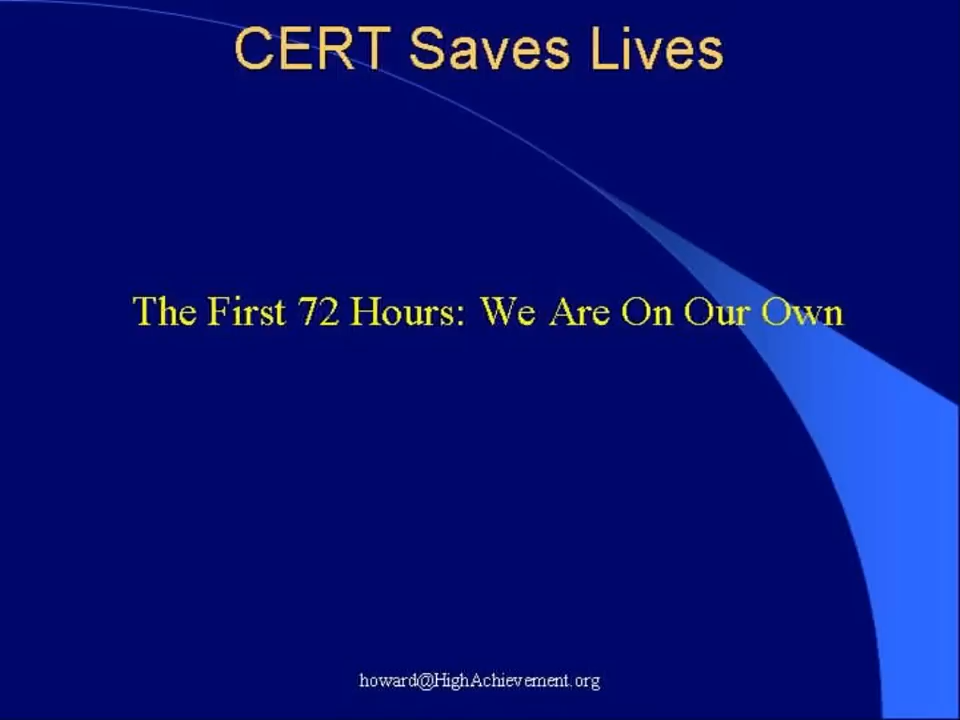 CERT Saves Lives
The First 72 Hours: We Are On Our Own
howard@HighAchievement.org